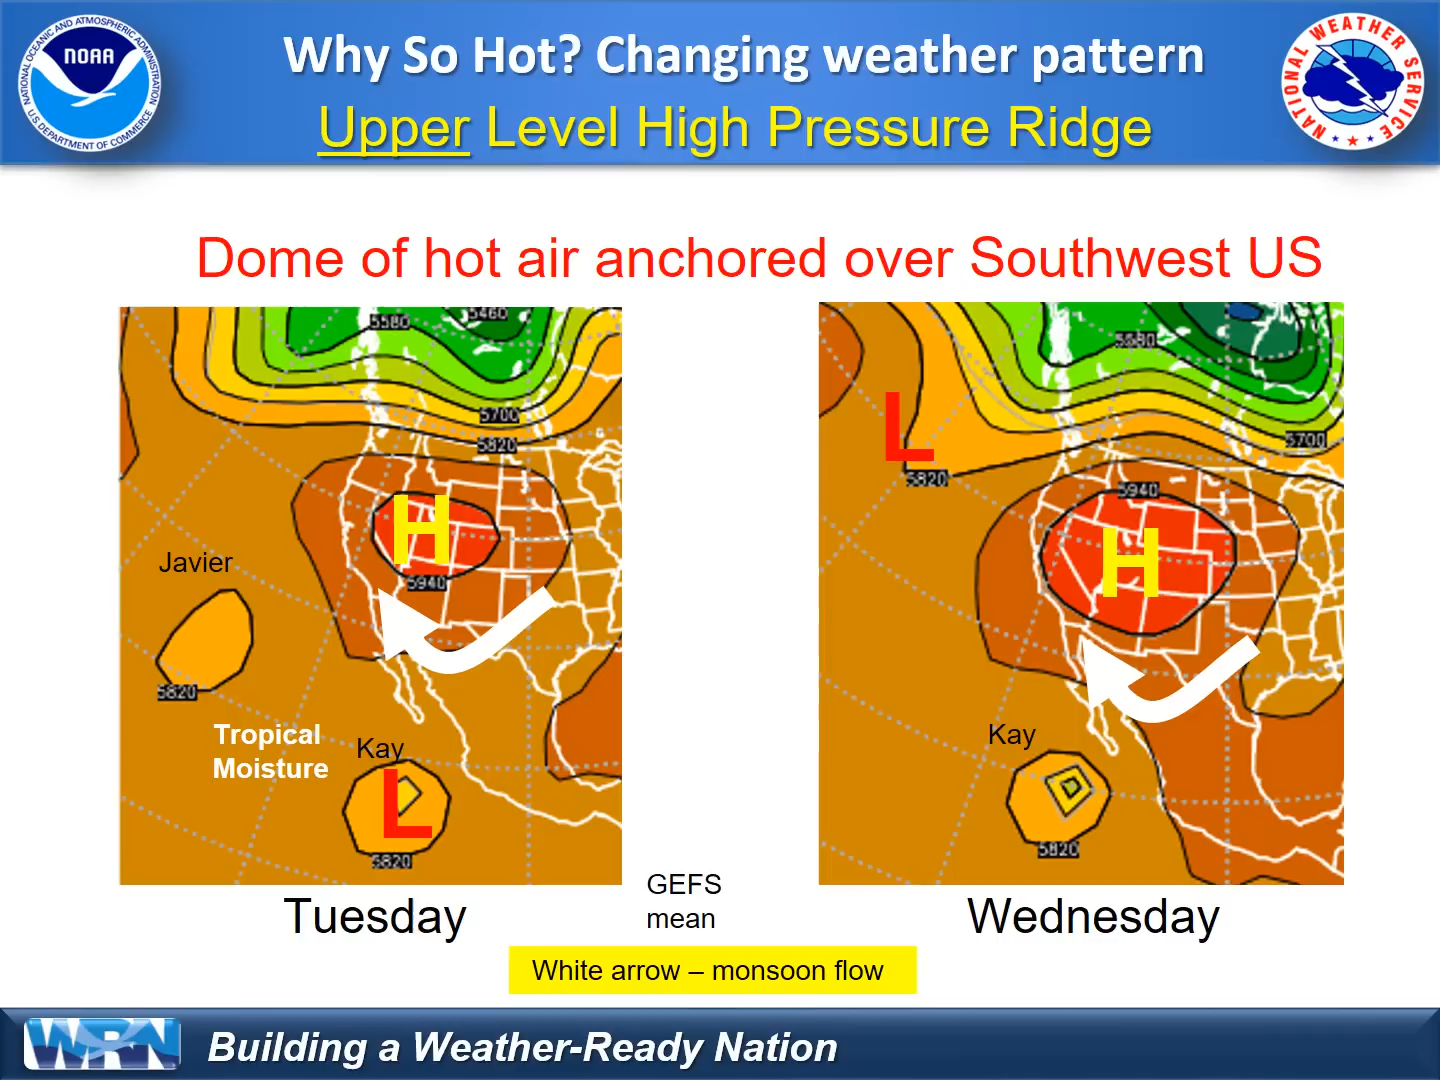 NATIONAL OCEANIC AND ATMOSPHERIC ADMINISTRATION
NOAA
U.S. DEPARTMENT OF COMMERCE
Why So Hot? Changing weather pattern
Upper Level High Pressure Ridge
NATIONAL WEATHER SERVICE
Dome of hot air anchored over Southwest US
5580
5460
5700
5820
H
5940
Javier
5820
Tropical
Moisture
Kay
L
5820
Tuesday
5580
5700
L
5820
5940
H
Kay
5820
Wednesday
GEFS
mean
White arrow – monsoon flow
WRN
Building a Weather-Ready Nation